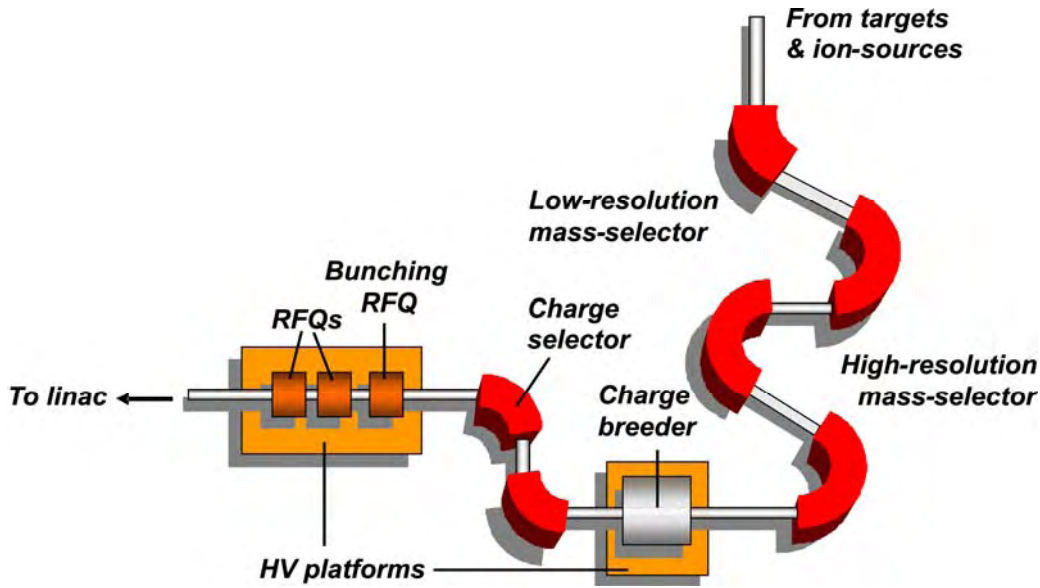 From targets
& ion-sources
Low-resolution
mass-selector
Bunching
RFQ
RFQs
Charge
selector
High-resolution
mass-selector
To linac
Charge
breeder
HV platforms